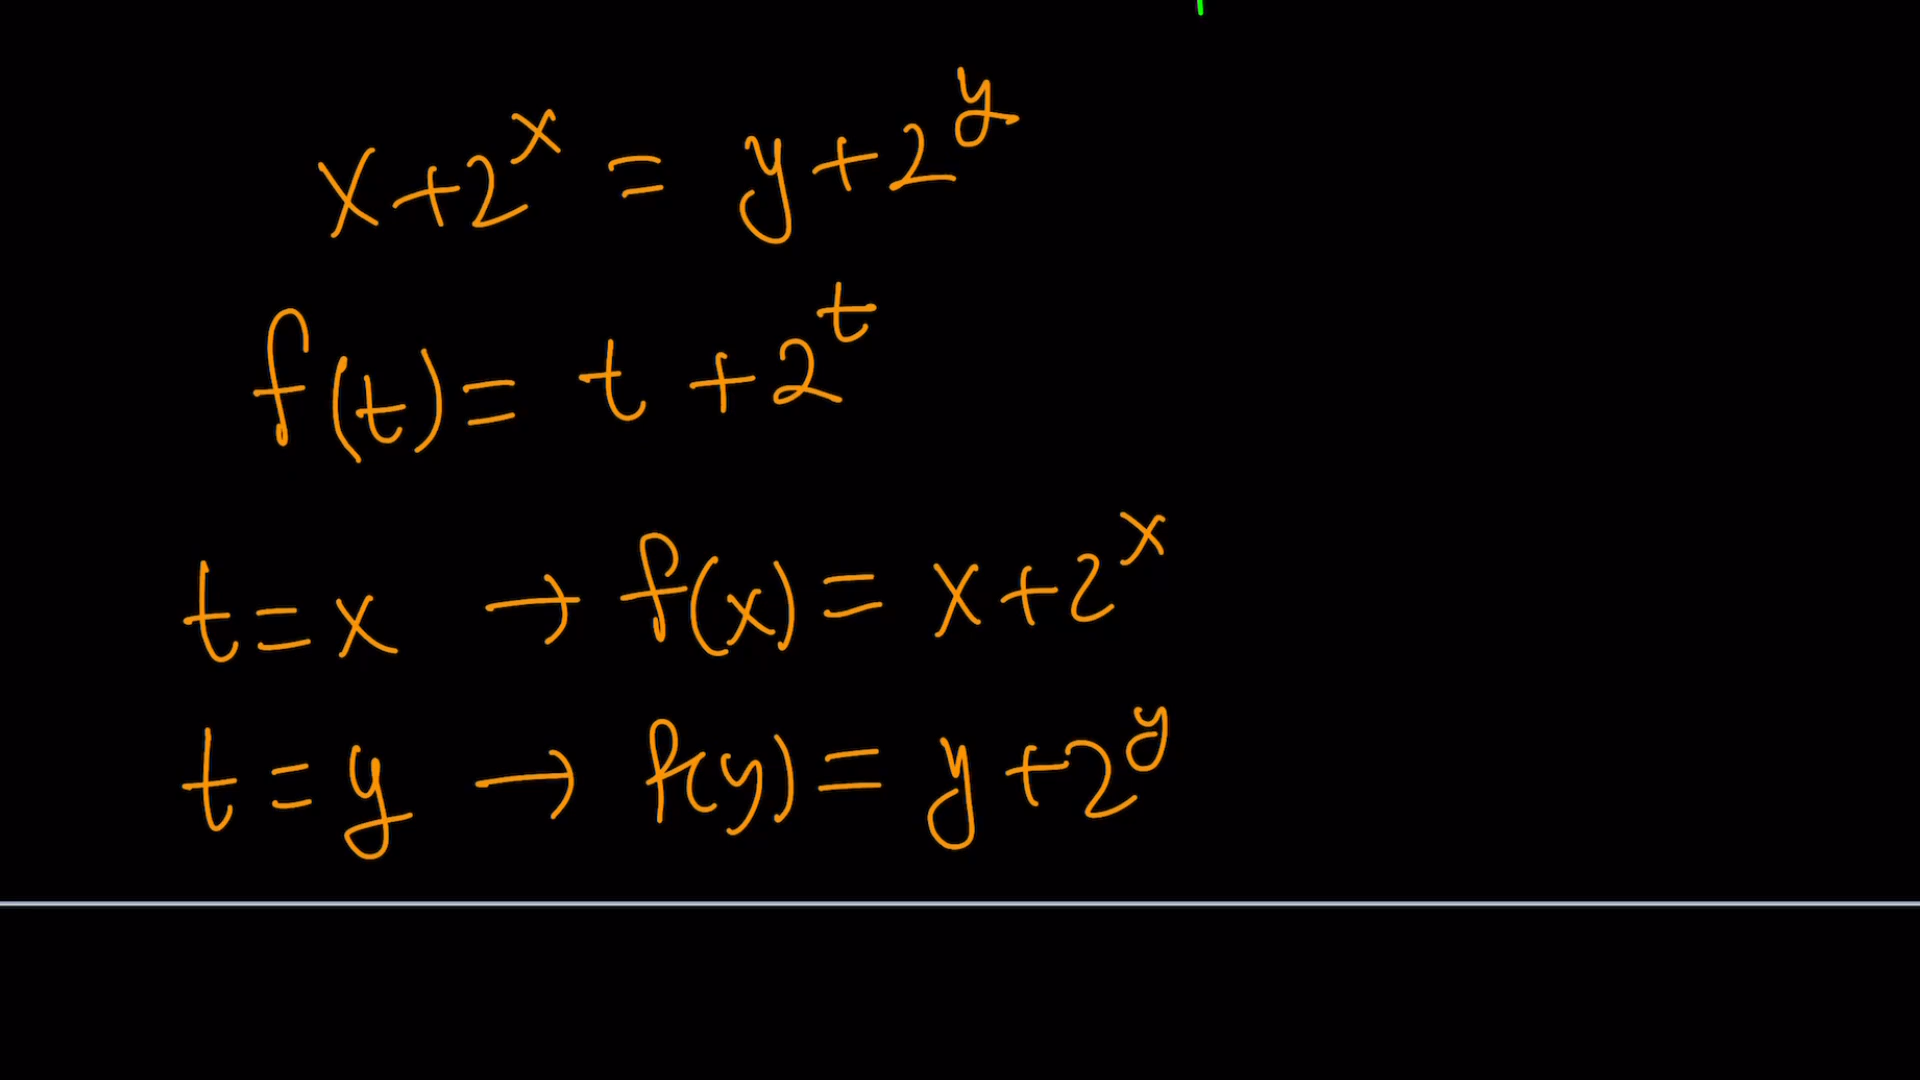 x+2^x = y+2^y
f(t) = t + 2^t
t = x → f(x) = x+2^x
t = y → f(y) = y+2^y